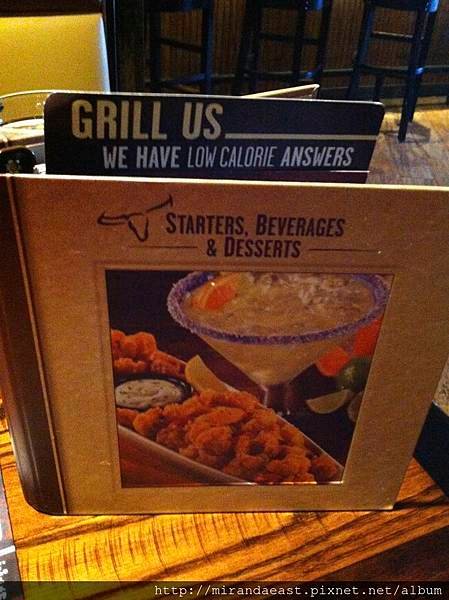 GRILL US
WE HAVE LOW CALORIE ANSWERS
STARTERS, BEVERAGES
& DESSERTS
http://mirandaeast.pixnet.net/album